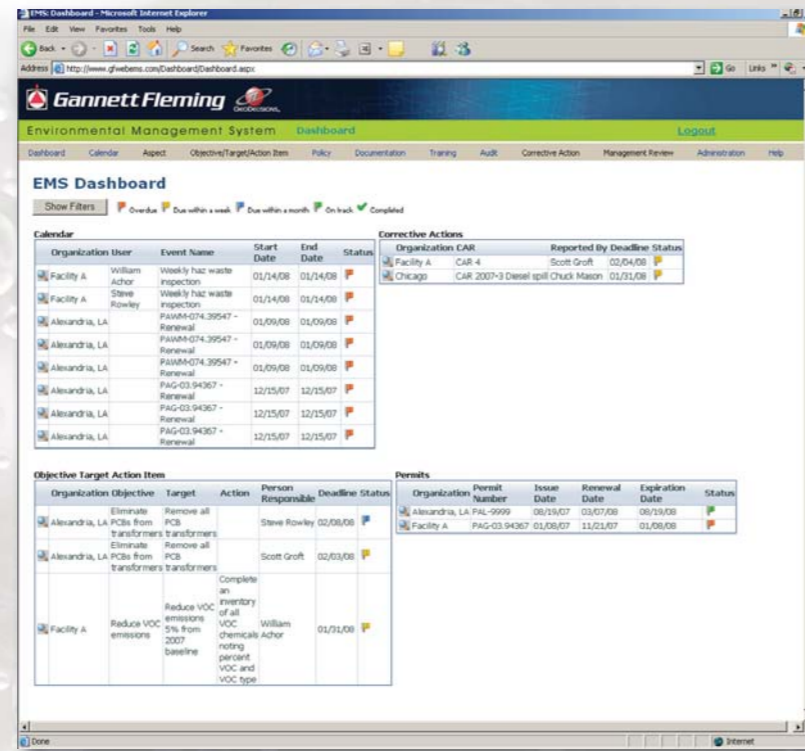 EMS: Dashboard - Microsoft Internet Explorer
File Edit View Favorites Tools Help
Back Search Favorites
Address http://www.gfwebems.com/Dashboard/Dashboard.aspx Go Links »
Gannett Fleming GEODECISIONS
Environmental Management System Dashboard Logout
Dashboard Calendar Aspect Objective/Target/Action Item Policy Documentation Training Audit Corrective Action Management Review Administration Help
EMS Dashboard
Show Filters Overdue Due within a week Due within a month On track Completed
Calendar
Organization User Event Name Start Date End Date Status
Facility A William Achor Weekly haz waste inspection 01/14/08 01/14/08
Facility A Steve Rowley Weekly haz waste inspection 01/14/08 01/14/08
Alexandria, LA PAWM-074.39547 - Renewal 01/09/08 01/09/08
Alexandria, LA PAWM-074.39547 - Renewal 01/09/08 01/09/08
Alexandria, LA PAWM-074.39547 - Renewal 01/09/08 01/09/08
Alexandria, LA PAG-03.94367 - Renewal 12/15/07 12/15/07
Alexandria, LA PAG-03.94367 - Renewal 12/15/07 12/15/07
Alexandria, LA PAG-03.94367 - Renewal 12/15/07 12/15/07
Corrective Actions
Organization CAR Reported By Deadline Status
Facility A CAR 4 Scott Groft 02/04/08
Chicago CAR 2007-3 Diesel spill Chuck Mason 01/31/08
Objective Target Action Item
Organization Objective Target Action Person Responsible Deadline Status
Alexandria, LA Eliminate PCBs from transformers Remove all PCB transformers Steve Rowley 02/08/08
Alexandria, LA Eliminate PCBs from transformers Remove all PCB transformers Scott Groft 02/03/08
Facility A Reduce VOC emissions Reduce VOC emissions 5% from 2007 baseline Complete an inventory of all VOC chemicals noting percent VOC and VOC type William Achor 01/31/08
Permits
Organization Permit Number Issue Date Renewal Date Expiration Date Status
Alexandria, LA PAL-9999 08/19/07 03/07/08 08/19/08
Facility A PAG-03.94367 01/08/07 11/21/07 01/08/08
Done Internet